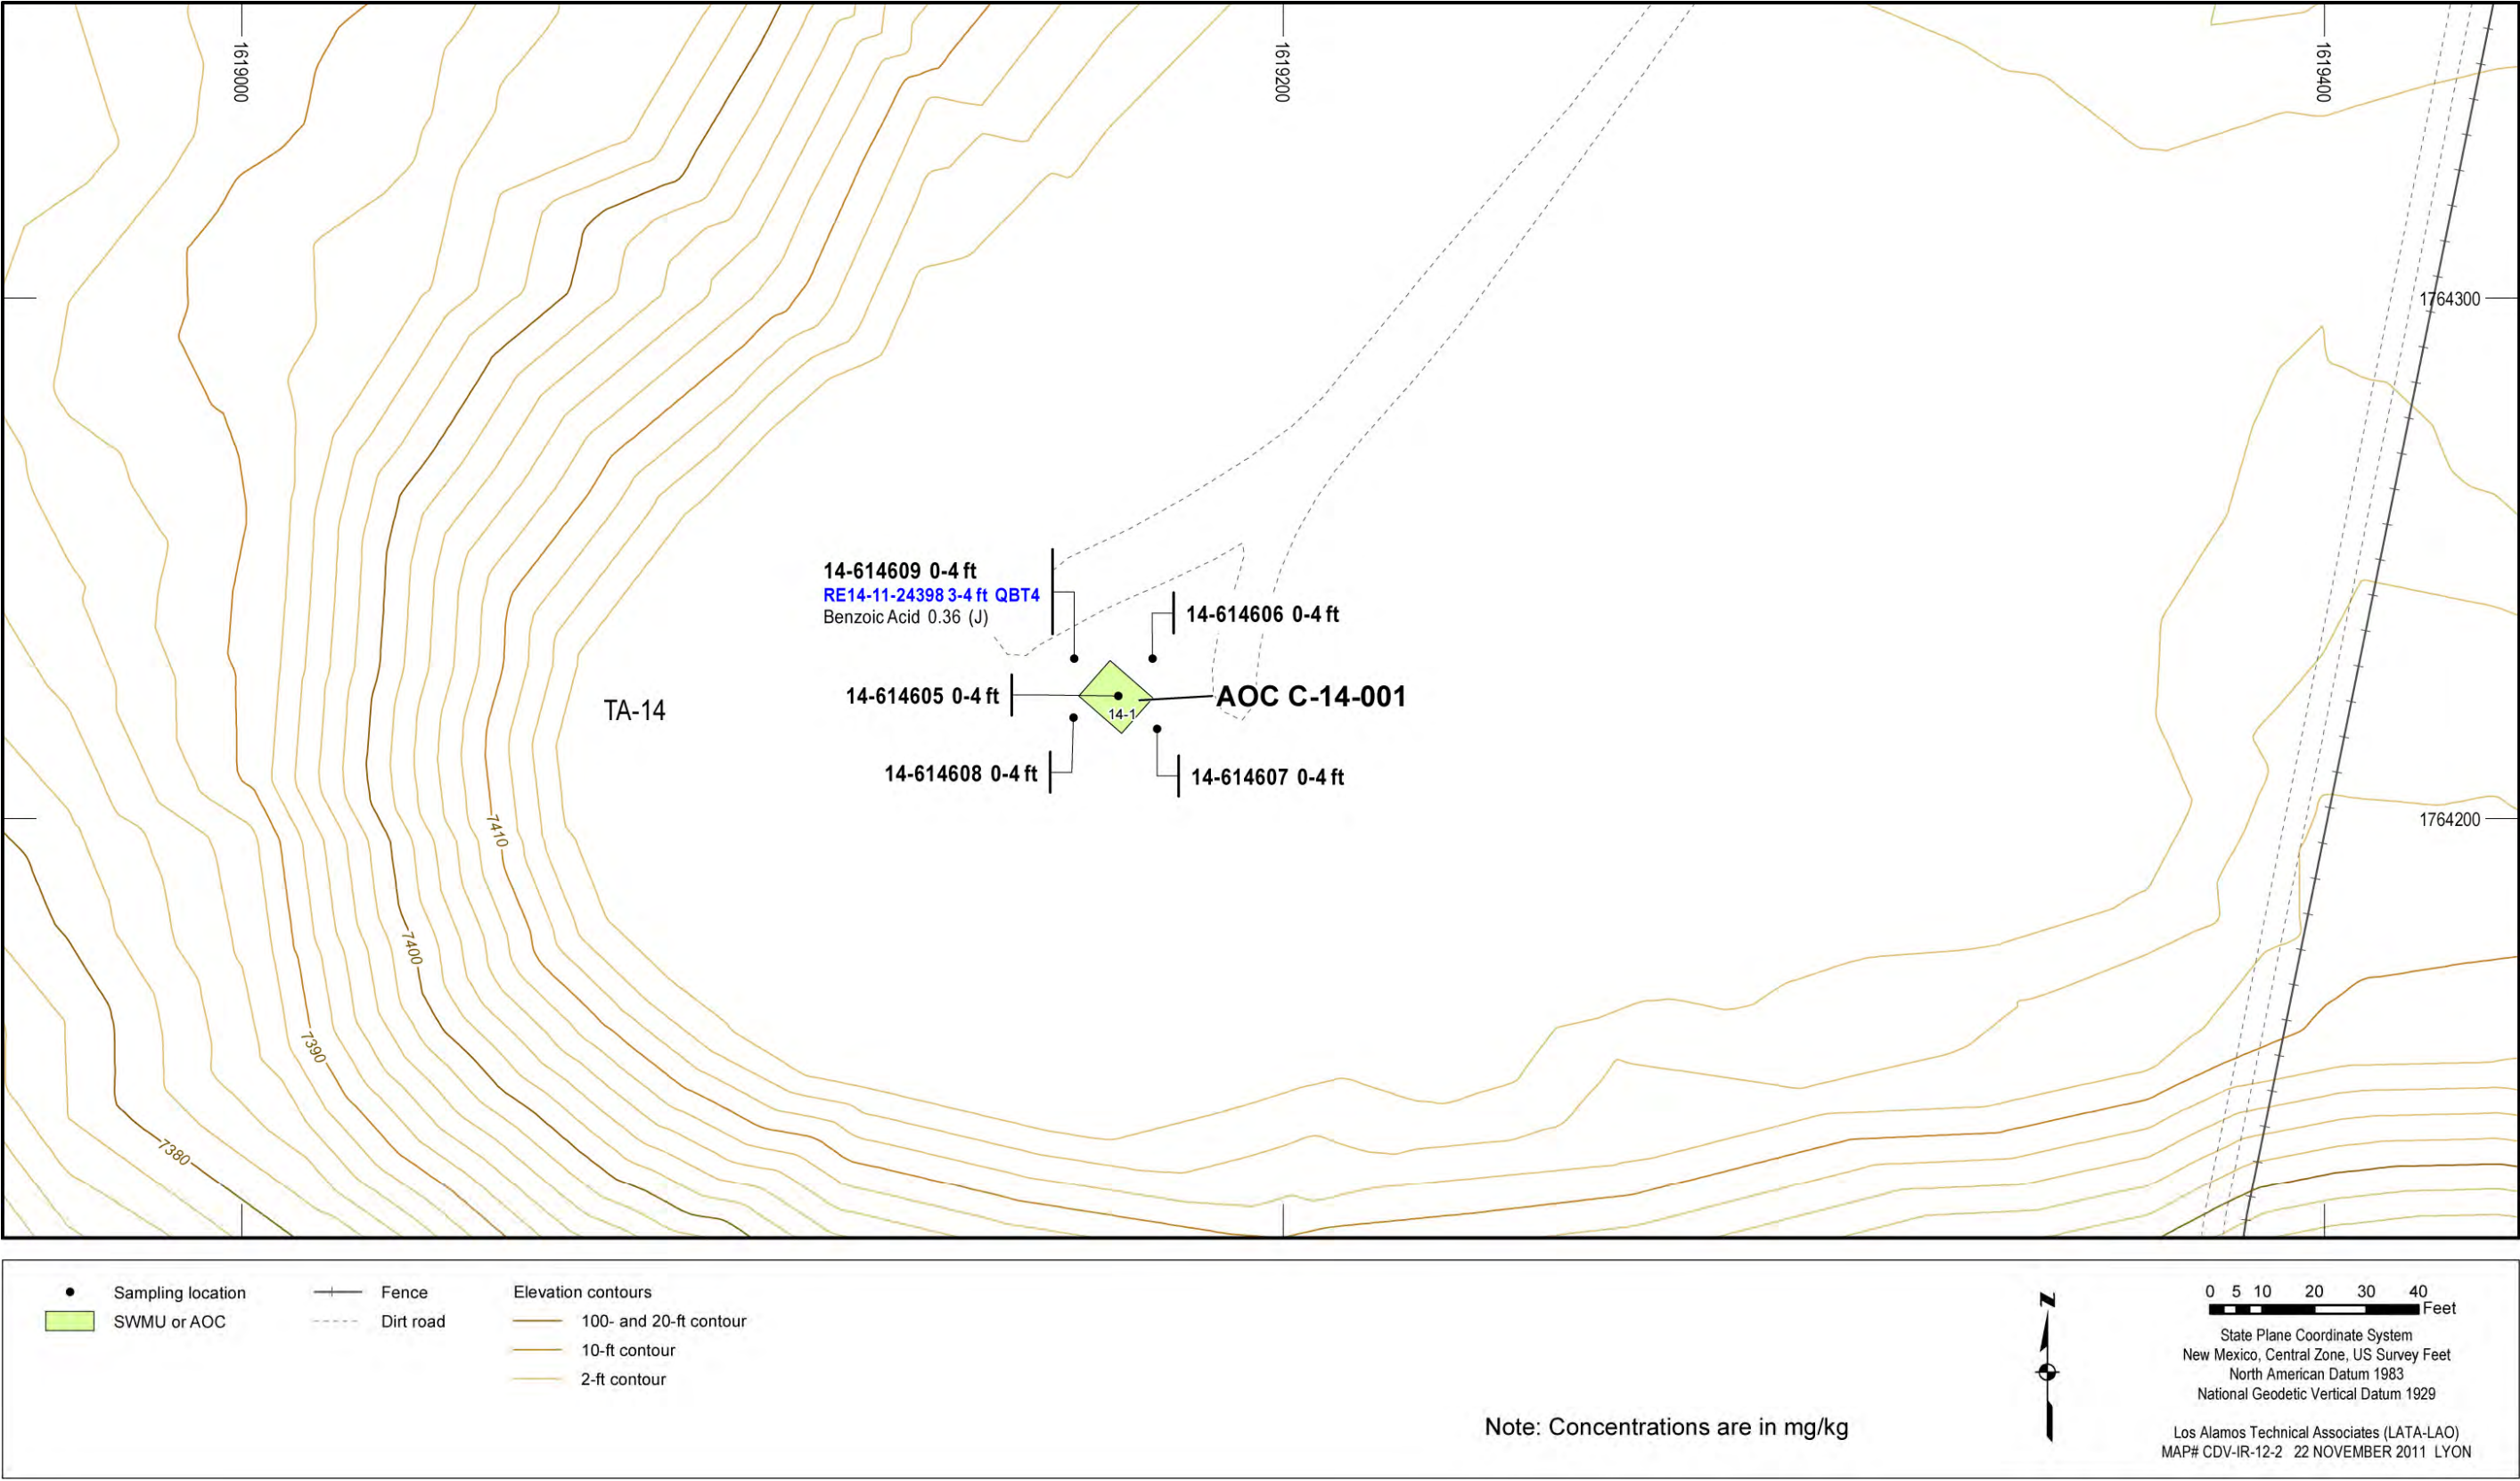 1619000
1619200
1619400
1764300
14-614609 0-4 ft
RE14-11-24398 3-4 ft QBT4
Benzoic Acid 0.36 (J)
14-614606 0-4 ft
14-614605 0-4 ft
AOC C-14-001
14-1
TA-14
14-614608 0-4 ft
14-614607 0-4 ft
1764200
7410
7400
7390
7380
Sampling location
SWMU or AOC
Fence
Dirt road
Elevation contours
100- and 20-ft contour
10-ft contour
2-ft contour
Note: Concentrations are in mg/kg
N
0 5 10 20 30 40
Feet
State Plane Coordinate System
New Mexico, Central Zone, US Survey Feet
North American Datum 1983
National Geodetic Vertical Datum 1929
Los Alamos Technical Associates (LATA-LAO)
MAP# CDV-IR-12-2 22 NOVEMBER 2011 LYON